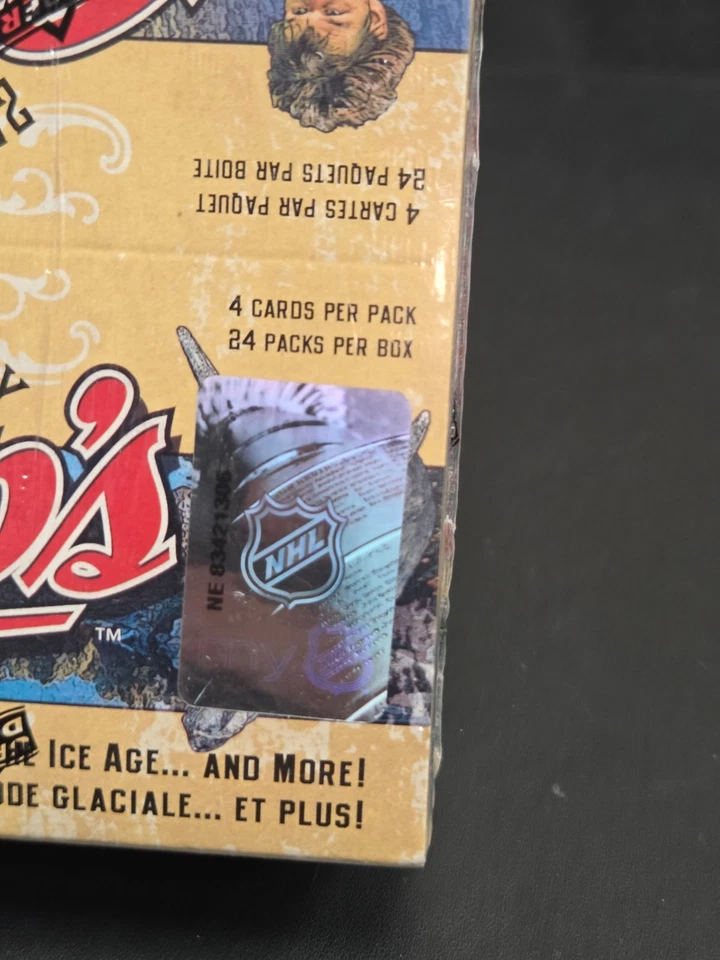 24 PAQUETS PAR BOITE
4 CARTES PAR PAQUET
4 CARDS PER PACK
24 PACKS PER BOX
's
TM
NHL
NE 83421306
ICE AGE... AND MORE!
ODE GLACIALE... ET PLUS!